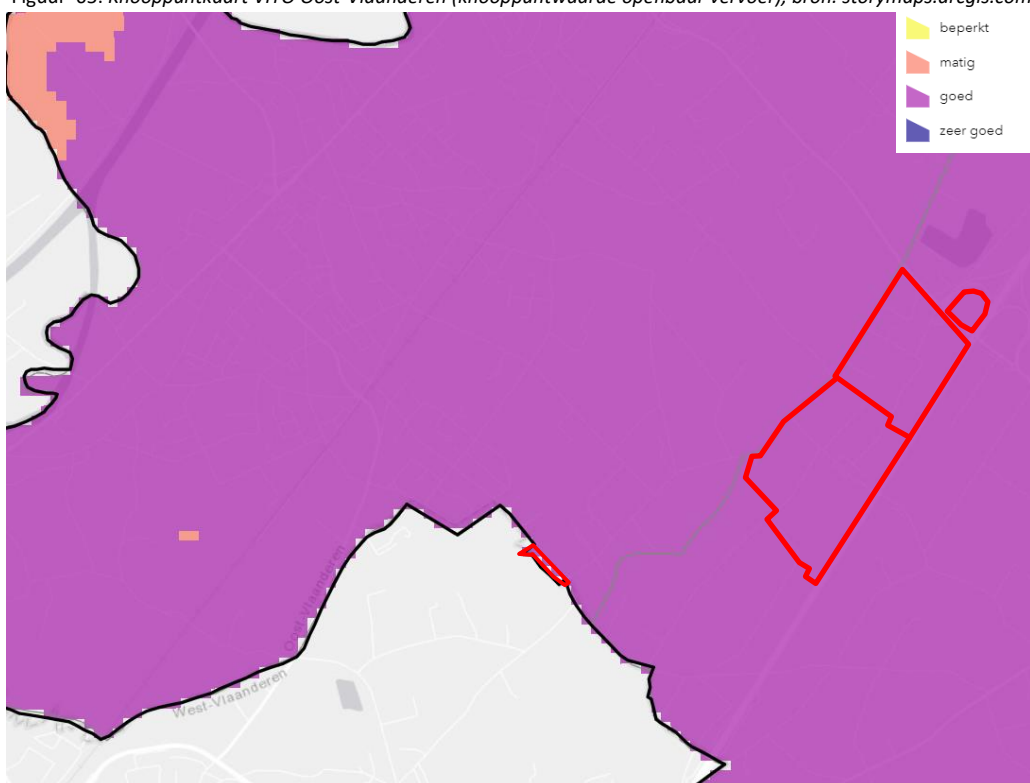 Figuur 63: Knooppuntkaart VITO Oost-Vlaanderen (knooppuntwaarde openbaar vervoer), bron: storymaps.arcgis.com
beperkt
matig
goed
zeer goed
Oost-Vlaanderen
West-Vlaanderen